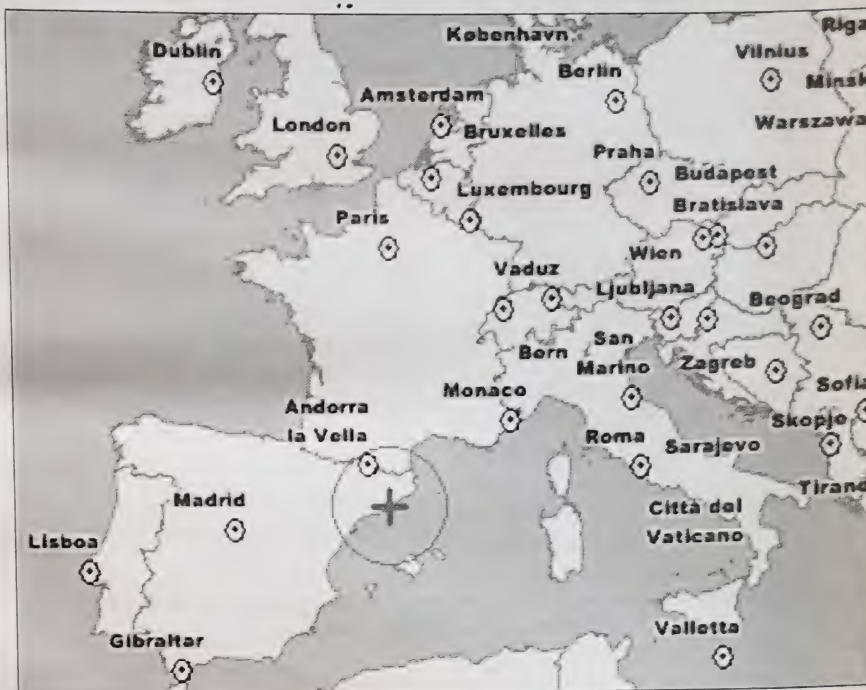 København
Riga
Dublin
Vilnius
Berlin
Minsk
Amsterdam
London
Bruxelles
Warszawa
Praha
Budapest
Luxembourg
Bratislava
Paris
Wien
Vaduz
Ljubljana
Beograd
Bern
San
Marino
Zagreb
Monaco
Sofia
Andorra
la Vella
Skopje
Roma
Sarajevo
Madrid
Tirana
Città del
Vaticano
Lisboa
Gibraltar
Valletta